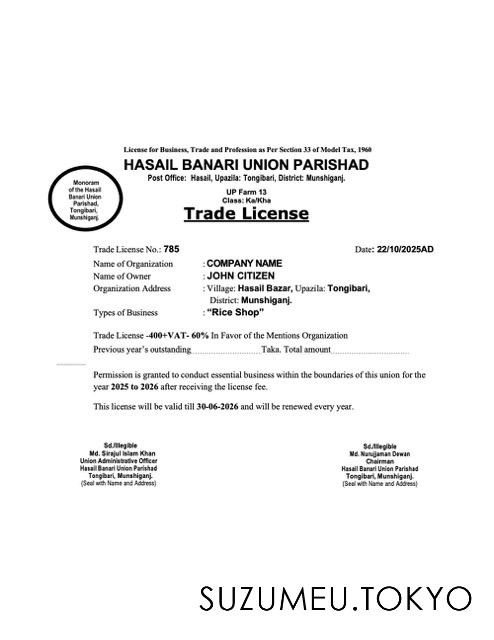 License for Business, Trade and Profession as Per Section 33 of Model Tax, 1960
HASAIL BANARI UNION PARISHAD
Post Office: Hasail, Upazila: Tongibari, District: Munshiganj.
Monoram
of the Hasail
Banari Union
Parishad,
Tongibari,
Munshiganj.
UP Farm 13
Class: Ka/Kha
Trade License
Trade License No.: 785 Date: 22/10/2025AD
Name of Organization : COMPANY NAME
Name of Owner : JOHN CITIZEN
Organization Address : Village: Hasail Bazar, Upazila: Tongibari,
District: Munshiganj.
Types of Business : “Rice Shop”
Trade License -400+VAT- 60% In Favor of the Mentions Organization
Previous year’s outstanding..............................Taka. Total amount..................................
Permission is granted to conduct essential business within the boundaries of this union for the
year 2025 to 2026 after receiving the license fee.
This license will be valid till 30-06-2026 and will be renewed every year.
Sd./Illegible
Md. Sirajul Islam Khan
Union Administrative Officer
Hasail Banari Union Parishad
Tongibari, Munshiganj.
(Seal with Name and Address)
Sd./Illegible
Md. Nurujjaman Dewan
Chairman
Hasail Banari Union Parishad
Tongibari, Munshiganj.
(Seal with Name and Address)
SUZUMEU.TOKYO